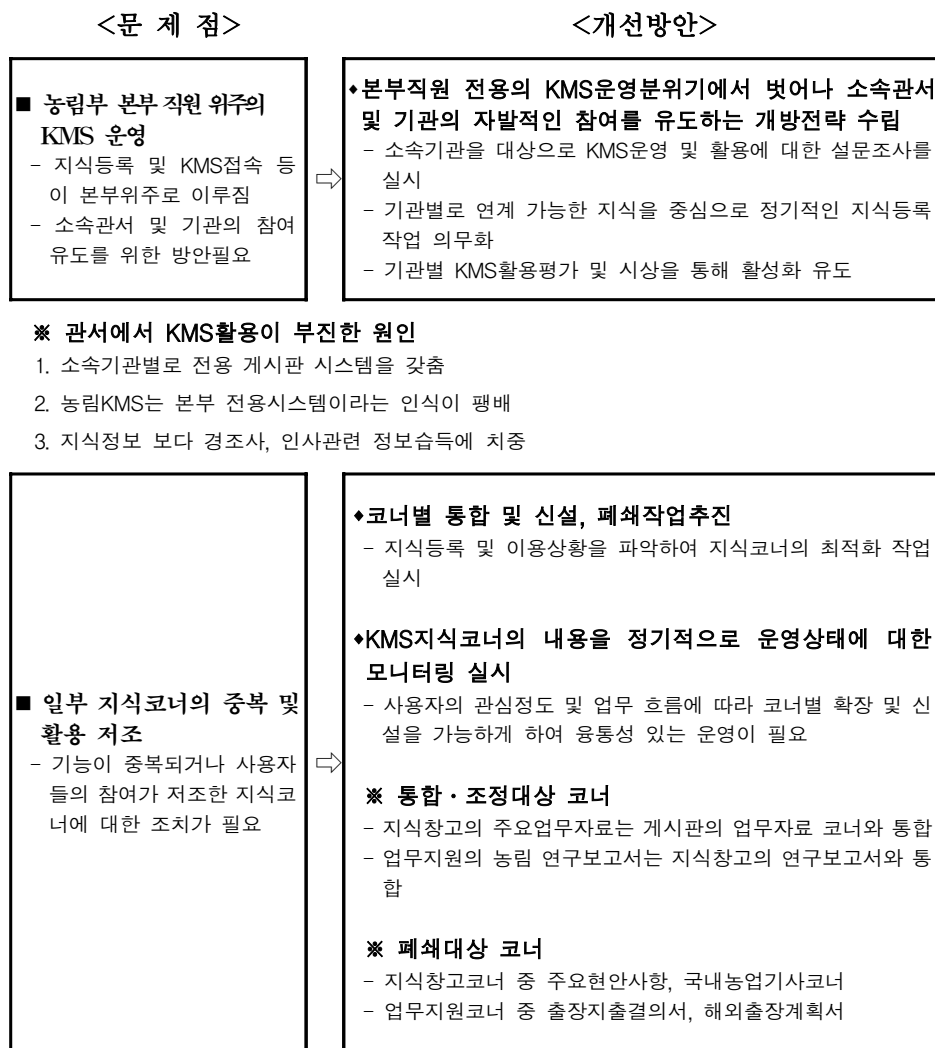 <문 제 점>
<개선방안>
■ 농림부 본부 직원 위주의
KMS 운영
- 지식등록 및 KMS접속 등
이 본부위주로 이루짐
- 소속관서 및 기관의 참여
유도를 위한 방안필요
⇨
◆본부직원 전용의 KMS운영분위기에서 벗어나 소속관서
및 기관의 자발적인 참여를 유도하는 개방전략 수립
- 소속기관을 대상으로 KMS운영 및 활용에 대한 설문조사를
실시
- 기관별로 연계 가능한 지식을 중심으로 정기적인 지식등록
작업 의무화
- 기관별 KMS활용평가 및 시상을 통해 활성화 유도
※ 관서에서 KMS활용이 부진한 원인
1. 소속기관별로 전용 게시판 시스템을 갖춤
2. 농림KMS는 본부 전용시스템이라는 인식이 팽배
3. 지식정보 보다 경조사, 인사관련 정보습득에 치중
■ 일부 지식코너의 중복 및
활용 저조
- 기능이 중복되거나 사용자
들의 참여가 저조한 지식코
너에 대한 조치가 필요
⇨
◆코너별 통합 및 신설, 폐쇄작업추진
- 지식등록 및 이용상황을 파악하여 지식코너의 최적화 작업
실시
◆KMS지식코너의 내용을 정기적으로 운영상태에 대한
모니터링 실시
- 사용자의 관심정도 및 업무 흐름에 따라 코너별 확장 및 신
설을 가능하게 하여 융통성 있는 운영이 필요
※ 통합・조정대상 코너
- 지식창고의 주요업무자료는 게시판의 업무자료 코너와 통합
- 업무지원의 농림 연구보고서는 지식창고의 연구보고서와 통
합
※ 폐쇄대상 코너
- 지식창고코너 중 주요현안사항, 국내농업기사코너
- 업무지원코너 중 출장지출결의서, 해외출장계획서